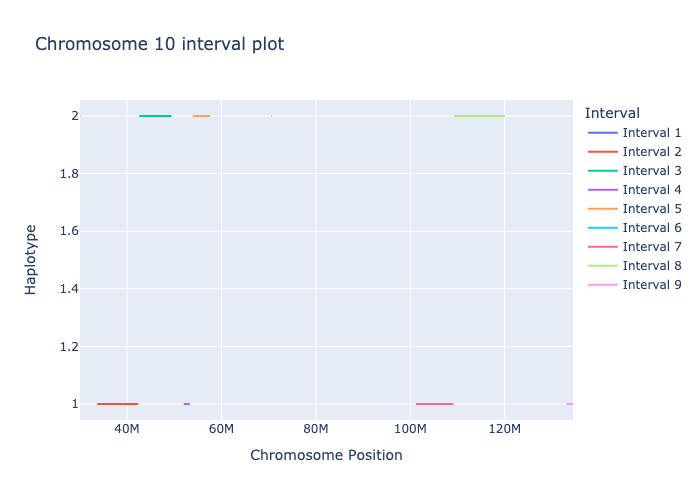 Chromosome 10 interval plot
Interval
Interval 1
Interval 2
Interval 3
Interval 4
Interval 5
Interval 6
Interval 7
Interval 8
Interval 9
Haplotype
2
1.8
1.6
1.4
1.2
1
40M
60M
80M
100M
120M
Chromosome Position